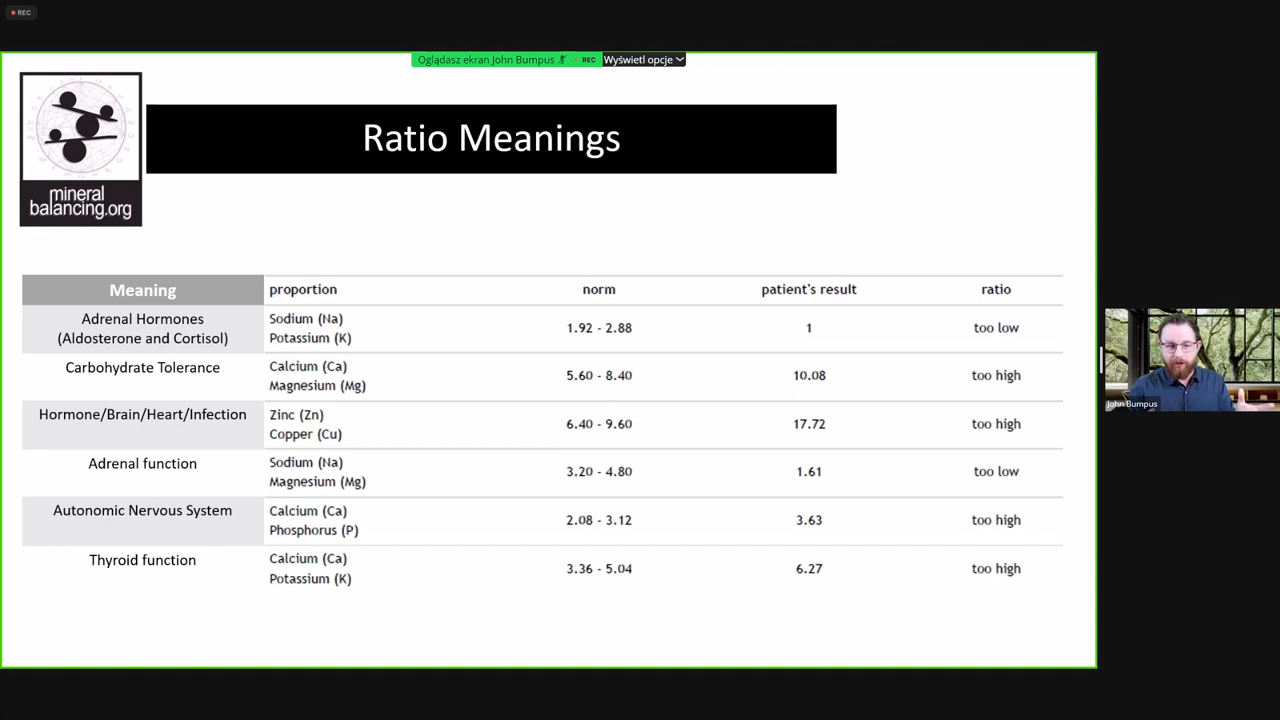 REC
Oglądasz ekran John Bumpus REC Wyświetl opcje
Ratio Meanings
mineral
balancing.org
Meaning proportion norm patient's result ratio
Adrenal Hormones
(Aldosterone and Cortisol)
Sodium (Na)
Potassium (K)
1.92 - 2.88 1 too low
Carbohydrate Tolerance
Calcium (Ca)
Magnesium (Mg)
5.60 - 8.40 10.08 too high
Hormone/Brain/Heart/Infection
Zinc (Zn)
Copper (Cu)
6.40 - 9.60 17.72 too high
Adrenal function
Sodium (Na)
Magnesium (Mg)
3.20 - 4.80 1.61 too low
Autonomic Nervous System
Calcium (Ca)
Phosphorus (P)
2.08 - 3.12 3.63 too high
Thyroid function
Calcium (Ca)
Potassium (K)
3.36 - 5.04 6.27 too high
John Bumpus